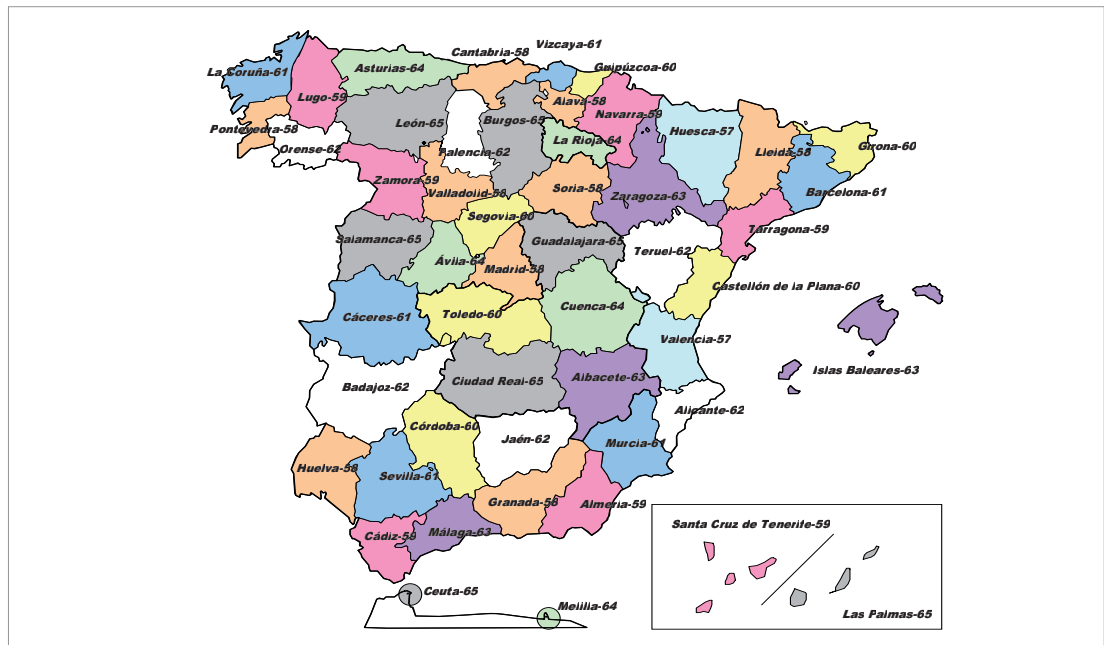 Vizcaya-61
Cantabria-58
Guipúzcoa-60
Asturias-64
La Coruña-61
Lugo-59
Alava-58
Navarra-59
León-65
Burgos-65
Huesca-57
Pontevedra-58
La Rioja-64
Orense-62
Palencia-62
Lleida-58
Girona-60
Zamora-59
Valladolid-58
Soria-58
Zaragoza-63
Barcelona-61
Segovia-60
Tarragona-59
Salamanca-65
Guadalajara-65
Teruel-62
Ávila-64
Madrid-58
Castellón de la Plana-60
Cuenca-64
Cáceres-61
Toledo-60
Valencia-57
Islas Baleares-63
Badajoz-62
Ciudad Real-65
Albacete-63
Alicante-62
Córdoba-60
Jaén-62
Murcia-61
Huelva-58
Sevilla-61
Granada-58
Almeria-59
Santa Cruz de Tenerife-59
Cádiz-59
Málaga-63
Ceuta-65
Melilla-64
Las Palmas-65